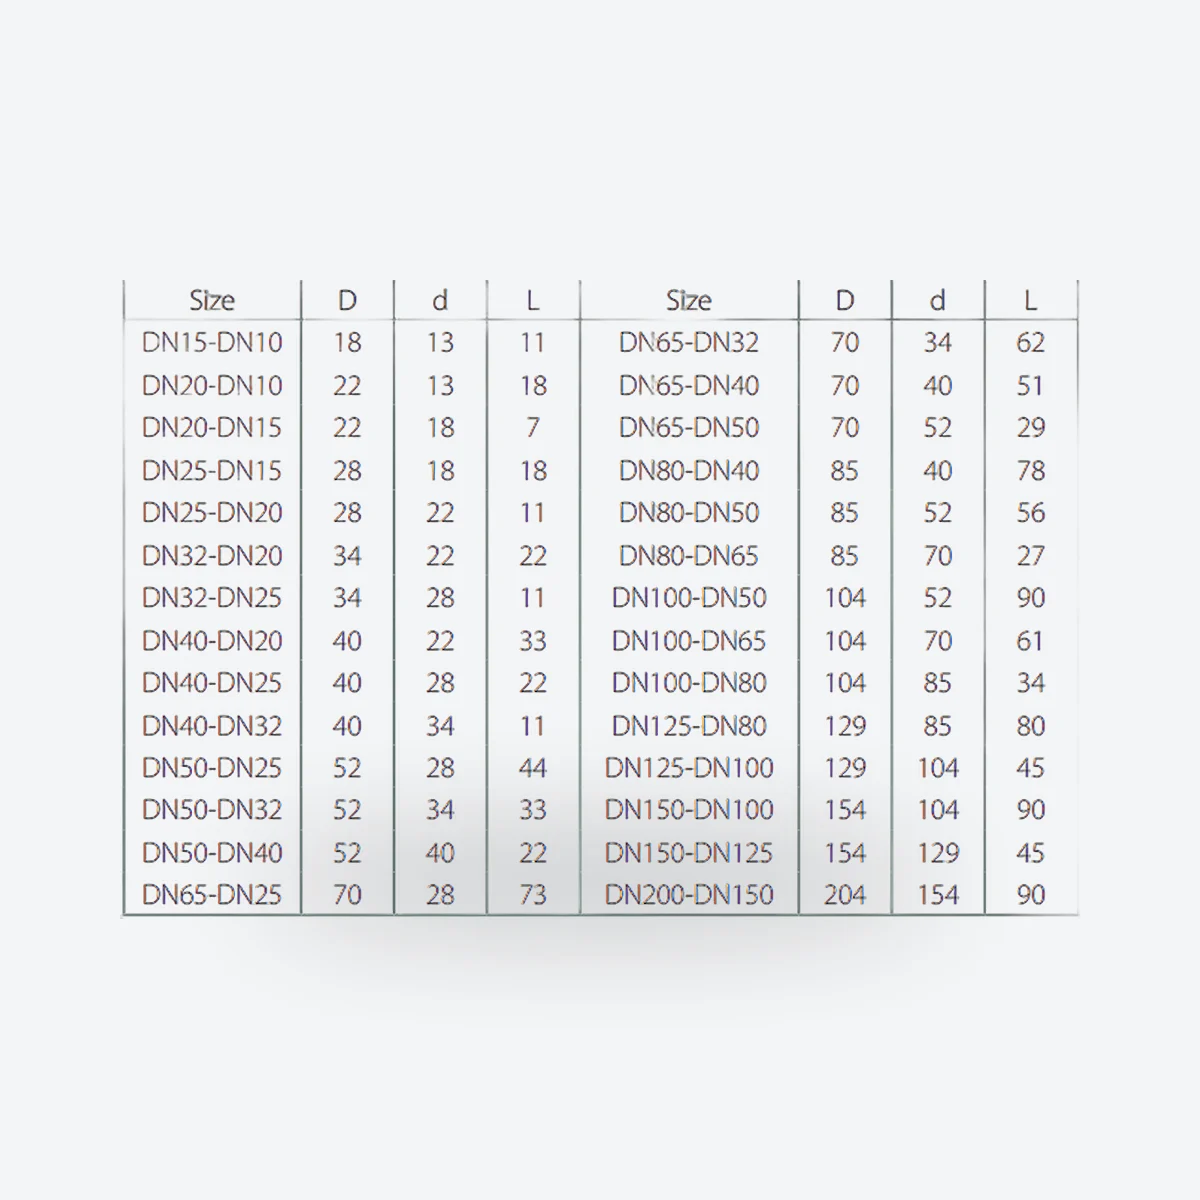 Size D d L Size D d L
DN15-DN10 18 13 11 DN65-DN32 70 34 62
DN20-DN10 22 13 18 DN65-DN40 70 40 51
DN20-DN15 22 18 7 DN65-DN50 70 52 29
DN25-DN15 28 18 18 DN80-DN40 85 40 78
DN25-DN20 28 22 11 DN80-DN50 85 52 56
DN32-DN20 34 22 22 DN80-DN65 85 70 27
DN32-DN25 34 28 11 DN100-DN50 104 52 90
DN40-DN20 40 22 33 DN100-DN65 104 70 61
DN40-DN25 40 28 22 DN100-DN80 104 85 34
DN40-DN32 40 34 11 DN125-DN80 129 85 80
DN50-DN25 52 28 44 DN125-DN100 129 104 45
DN50-DN32 52 34 33 DN150-DN100 154 104 90
DN50-DN40 52 40 22 DN150-DN125 154 129 45
DN65-DN25 70 28 73 DN200-DN150 204 154 90